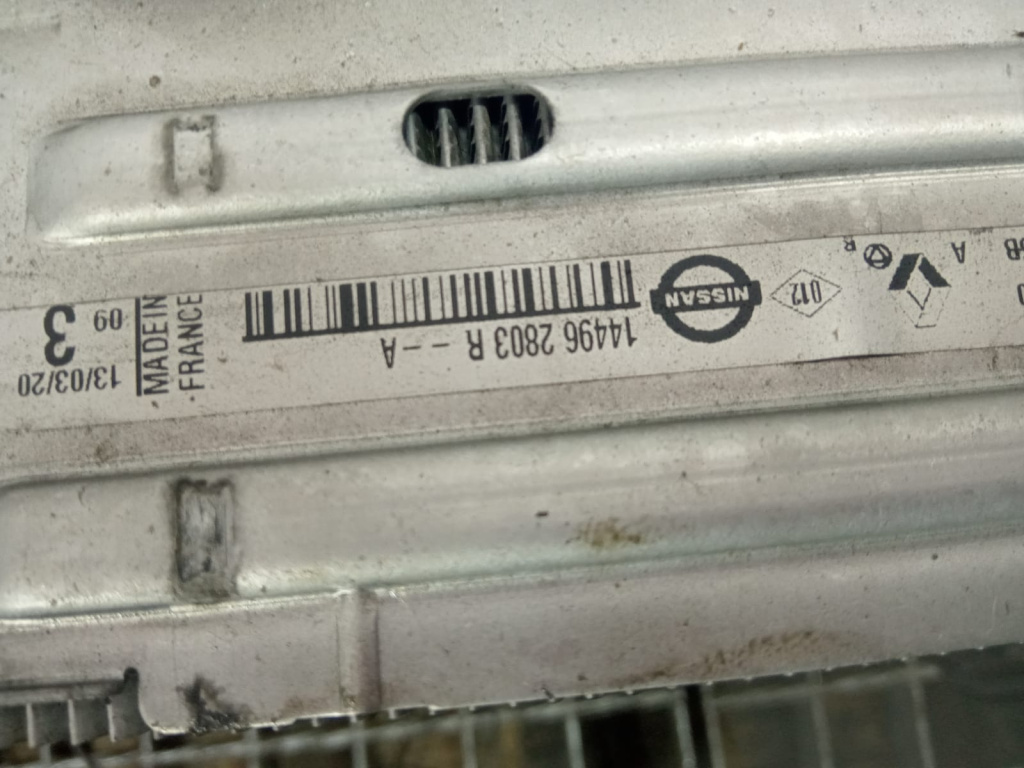 A
R
012
NISSAN
14496 2803 R --A
MADE IN
FRANCE
09
3
13/03/20